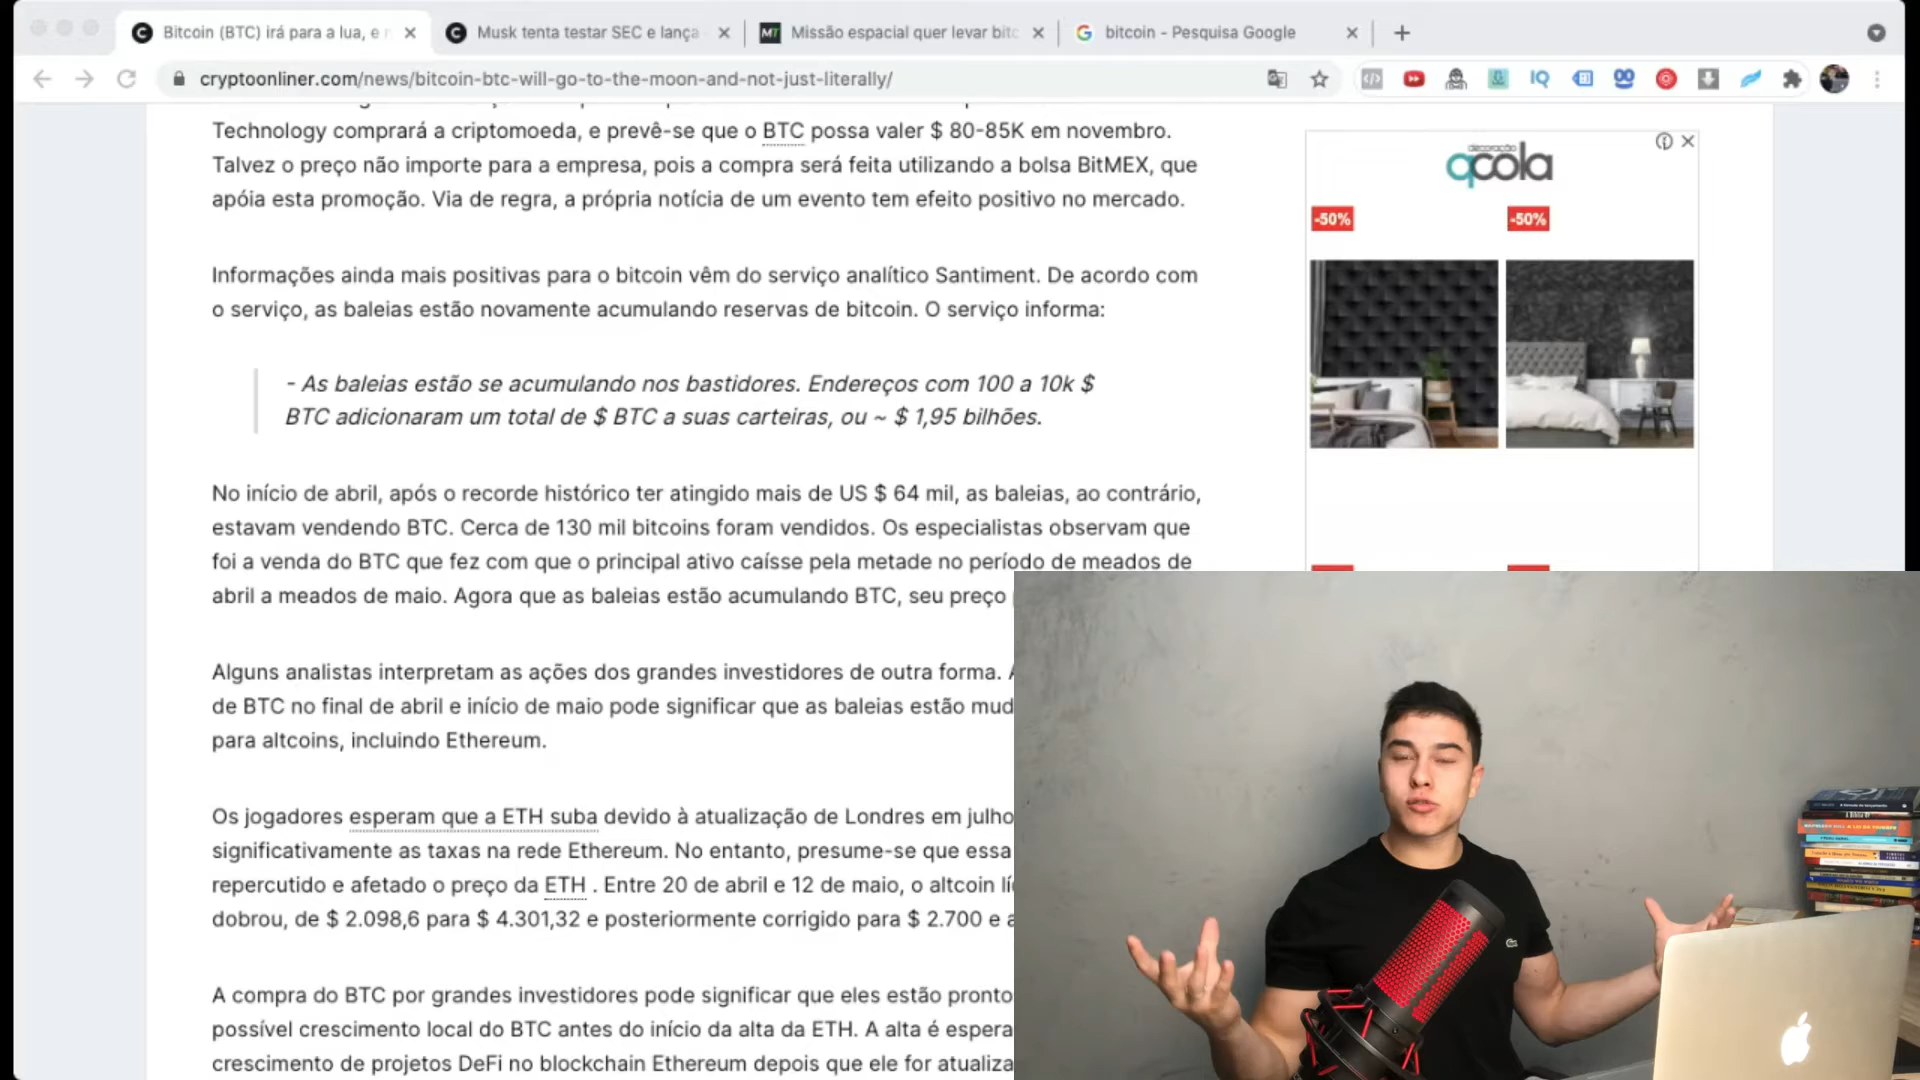 Bitcoin (BTC) irá para a lua, e n
Musk tenta testar SEC e lança
MT Missão espacial quer levar bitc
bitcoin - Pesquisa Google
cryptoonliner.com/news/bitcoin-btc-will-go-to-the-moon-and-not-just-literally/
Technology comprará a criptomoeda, e prevê-se que o BTC possa valer $ 80-85K em novembro.
Talvez o preço não importe para a empresa, pois a compra será feita utilizando a bolsa BitMEX, que
apóia esta promoção. Via de regra, a própria notícia de um evento tem efeito positivo no mercado.
decoração
qcola
-50%
-50%
Informações ainda mais positivas para o bitcoin vêm do serviço analítico Santiment. De acordo com
o serviço, as baleias estão novamente acumulando reservas de bitcoin. O serviço informa:
- As baleias estão se acumulando nos bastidores. Endereços com 100 a 10k $
BTC adicionaram um total de $ BTC a suas carteiras, ou ~ $ 1,95 bilhões.
No início de abril, após o recorde histórico ter atingido mais de US $ 64 mil, as baleias, ao contrário,
estavam vendendo BTC. Cerca de 130 mil bitcoins foram vendidos. Os especialistas observam que
foi a venda do BTC que fez com que o principal ativo caísse pela metade no período de meados de
abril a meados de maio. Agora que as baleias estão acumulando BTC, seu preço
Alguns analistas interpretam as ações dos grandes investidores de outra forma.
de BTC no final de abril e início de maio pode significar que as baleias estão mud
para altcoins, incluindo Ethereum.
Os jogadores esperam que a ETH suba devido à atualização de Londres em julho
significativamente as taxas na rede Ethereum. No entanto, presume-se que essa
repercutido e afetado o preço da ETH . Entre 20 de abril e 12 de maio, o altcoin lí
dobrou, de $ 2.098,6 para $ 4.301,32 e posteriormente corrigido para $ 2.700 e a
A compra do BTC por grandes investidores pode significar que eles estão pronto
possível crescimento local do BTC antes do início da alta da ETH. A alta é espera
crescimento de projetos DeFi no blockchain Ethereum depois que ele for atualiza